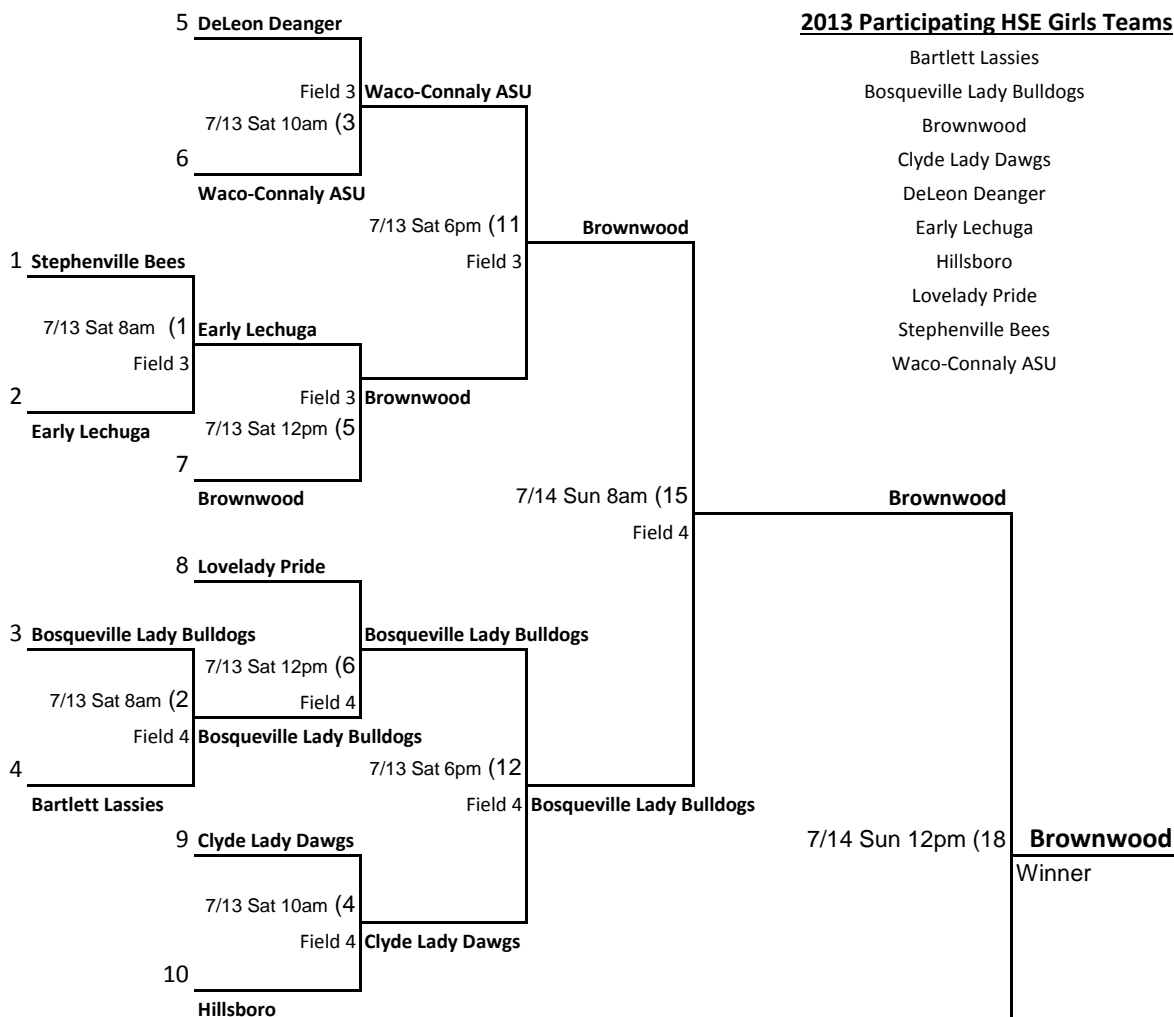 2013 Participating HSE Girls Teams
Bartlett Lassies
Bosqueville Lady Bulldogs
Brownwood
Clyde Lady Dawgs
DeLeon Deanger
Early Lechuga
Hillsboro
Lovelady Pride
Stephenville Bees
Waco-Connaly ASU
5 DeLeon Deanger
Field 3 Waco-Connaly ASU
7/13 Sat 10am (3
6
Waco-Connaly ASU
7/13 Sat 6pm (11
Brownwood
Field 3
1 Stephenville Bees
7/13 Sat 8am (1 Early Lechuga
Field 3
2
Early Lechuga
Field 3 Brownwood
7/13 Sat 12pm (5
7
Brownwood
7/14 Sun 8am (15
Brownwood
Field 4
8 Lovelady Pride
3 Bosqueville Lady Bulldogs
Bosqueville Lady Bulldogs
7/13 Sat 12pm (6
7/13 Sat 8am (2
Field 4
Field 4 Bosqueville Lady Bulldogs
4
Bartlett Lassies
7/13 Sat 6pm (12
Field 4 Bosqueville Lady Bulldogs
9 Clyde Lady Dawgs
7/14 Sun 12pm (18 Brownwood
Winner
7/13 Sat 10am (4
Field 4 Clyde Lady Dawgs
10
Hillsboro